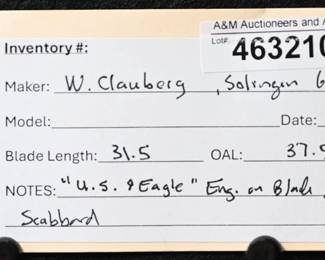 A&M Auctioneers and A
Lot#:
463210
Inventory #:
Maker: W. Clauberg, Solingen G
Model: Date:
Blade Length: 31.5 OAL: 37.5
NOTES: "U.S. & Eagle" Eng. on Blade,
Scabbard